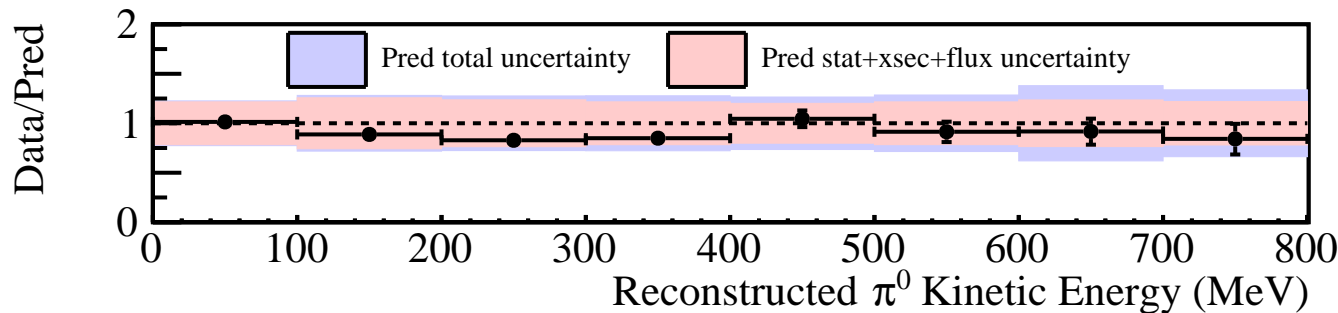 2
Pred total uncertainty
Pred stat+xsec+flux uncertainty
Data/Pred
1
0
0 100 200 300 400 500 600 700 800
Reconstructed π⁰ Kinetic Energy (MeV)